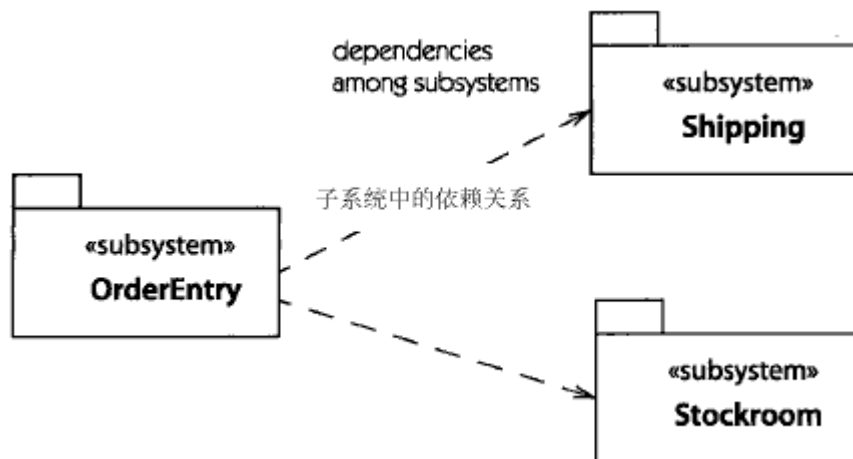 dependencies
among subsystems
«subsystem»
Shipping
子系统中的依赖关系
«subsystem»
OrderEntry
«subsystem»
Stockroom